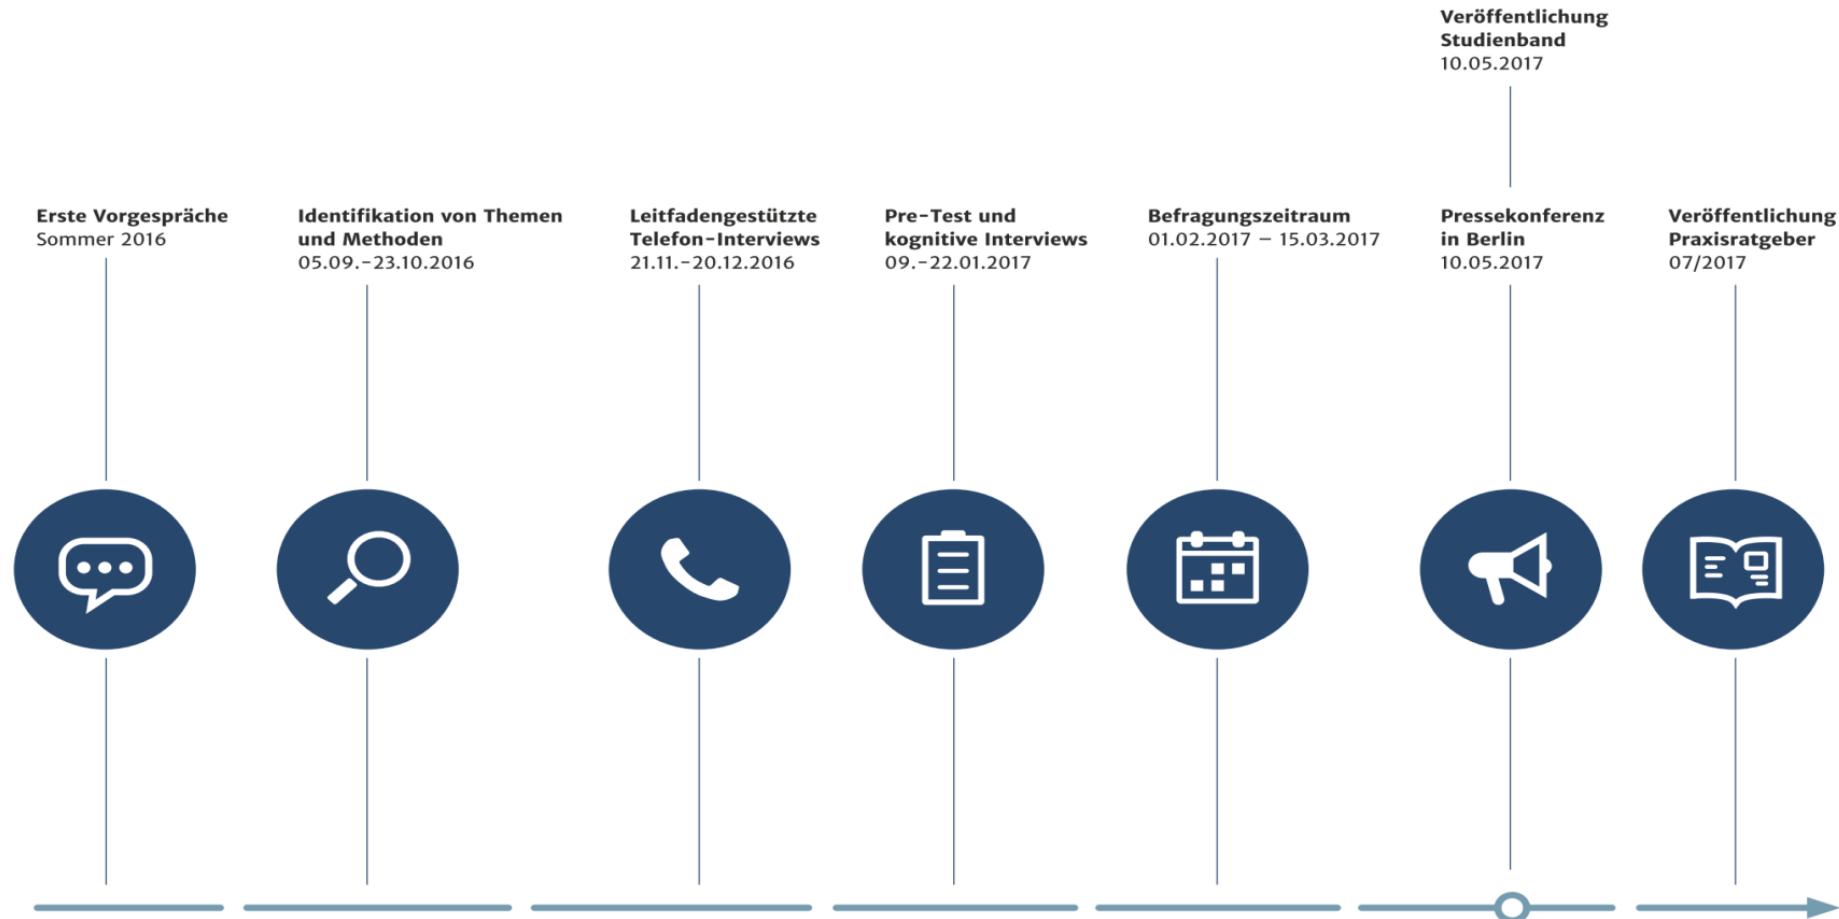 Veröffentlichung
Studienband
10.05.2017
Erste Vorgespräche
Sommer 2016
Identifikation von Themen
und Methoden
05.09.-23.10.2016
Leitfadengestützte
Telefon-Interviews
21.11.-20.12.2016
Pre-Test und
kognitive Interviews
09.-22.01.2017
Befragungszeitraum
01.02.2017 – 15.03.2017
Pressekonferenz
in Berlin
10.05.2017
Veröffentlichung
Praxisratgeber
07/2017